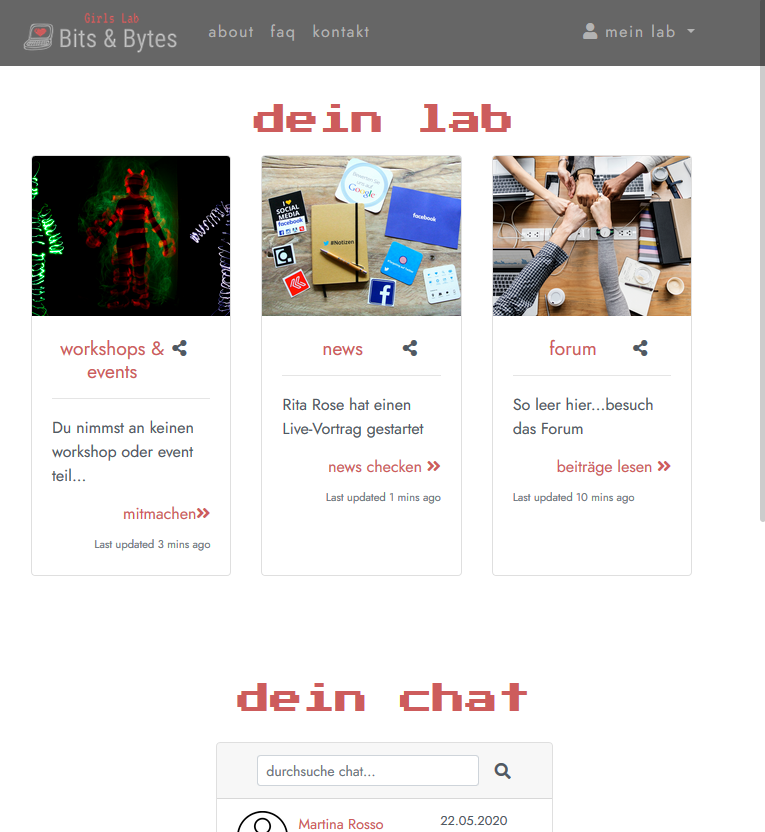 Girls Lab
Bits & Bytes
about faq kontakt mein lab
dein lab
I ♥
SOCIAL
MEDIA
facebook
Google
facebook
#Notizen
workshops &
events
Du nimmst an keinen
workshop oder event
teil...
mitmachen
Last updated 3 mins ago
news
Rita Rose hat einen
Live-Vortrag gestartet
news checken
Last updated 1 mins ago
forum
So leer hier...besuch
das Forum
beiträge lesen
Last updated 10 mins ago
dein chat
durchsuche chat...
Martina Rosso 22.05.2020